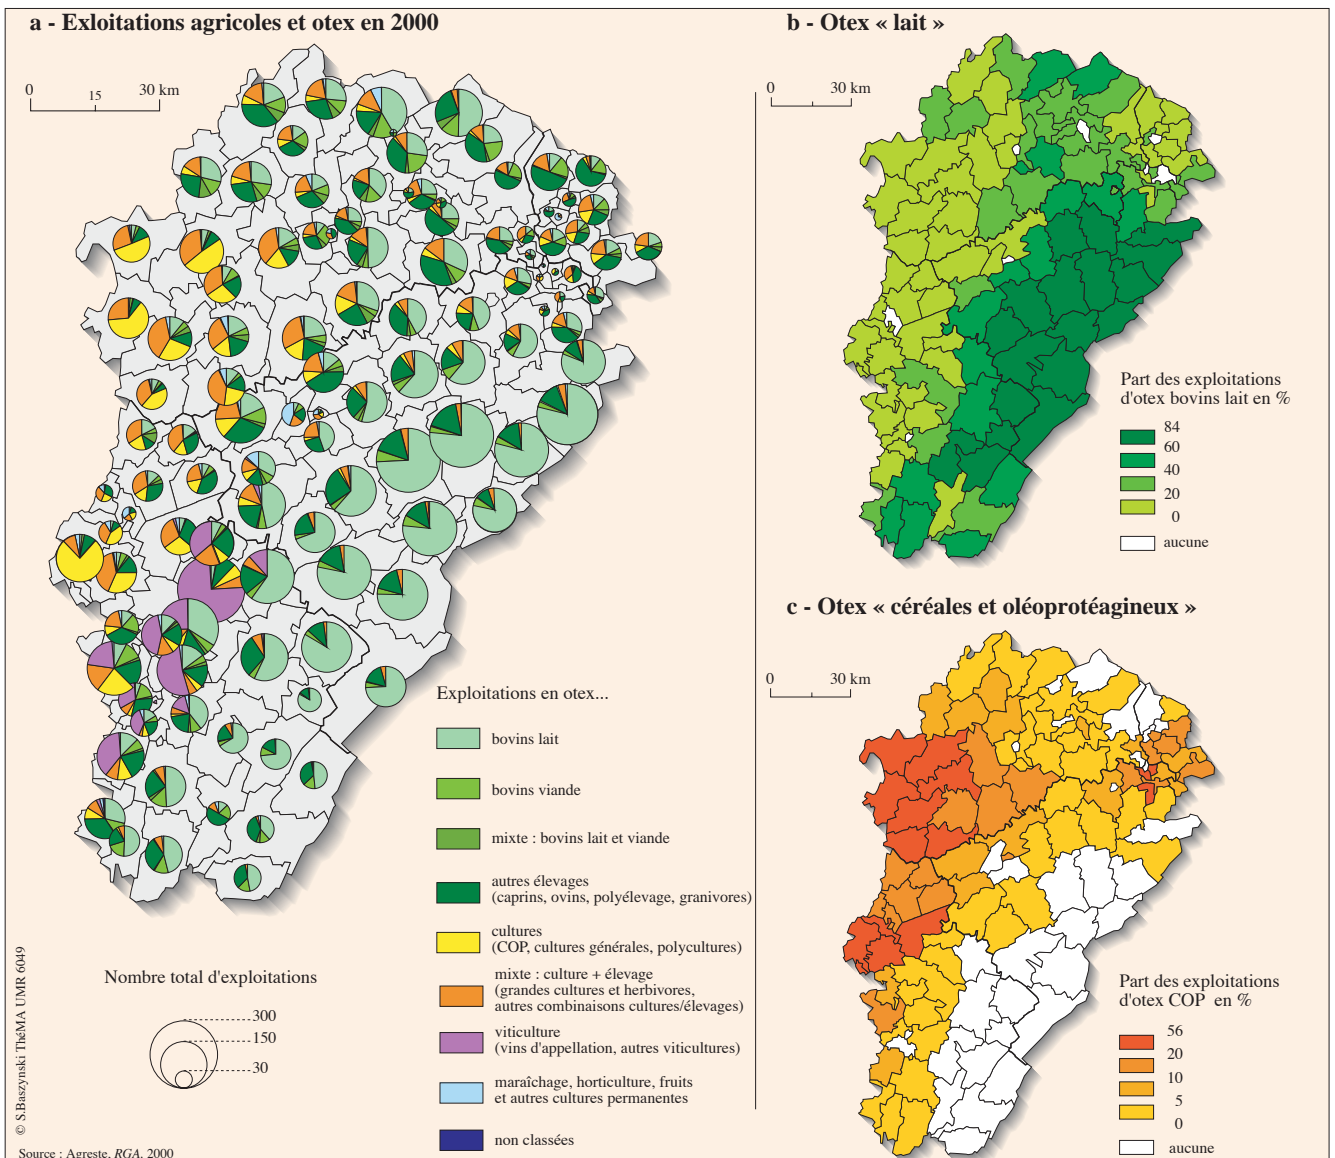 a - Exloitations agricoles et otex en 2000
0
15
30 km
Exploitations en otex...
bovins lait
bovins viande
mixte : bovins lait et viande
autres élevages
(caprins, ovins, polyélevage, granivores)
cultures
(COP, cultures générales, polycultures)
mixte : culture + élevage
(grandes cultures et herbivores,
autres combinaisons cultures/élevages)
viticulture
(vins d'appellation, autres viticultures)
maraîchage, horticulture, fruits
et autres cultures permanentes
non classées
Nombre total d'exploitations
300
150
30
© S.Baszynski ThéMA UMR 6049
Source : Agreste, RGA, 2000
b - Otex « lait »
0
30 km
Part des exploitations
d'otex bovins lait en %
84
60
40
20
0
aucune
c - Otex « céréales et oléoprotéagineux »
0
30 km
Part des exploitations
d'otex COP en %
56
20
10
5
0
aucune